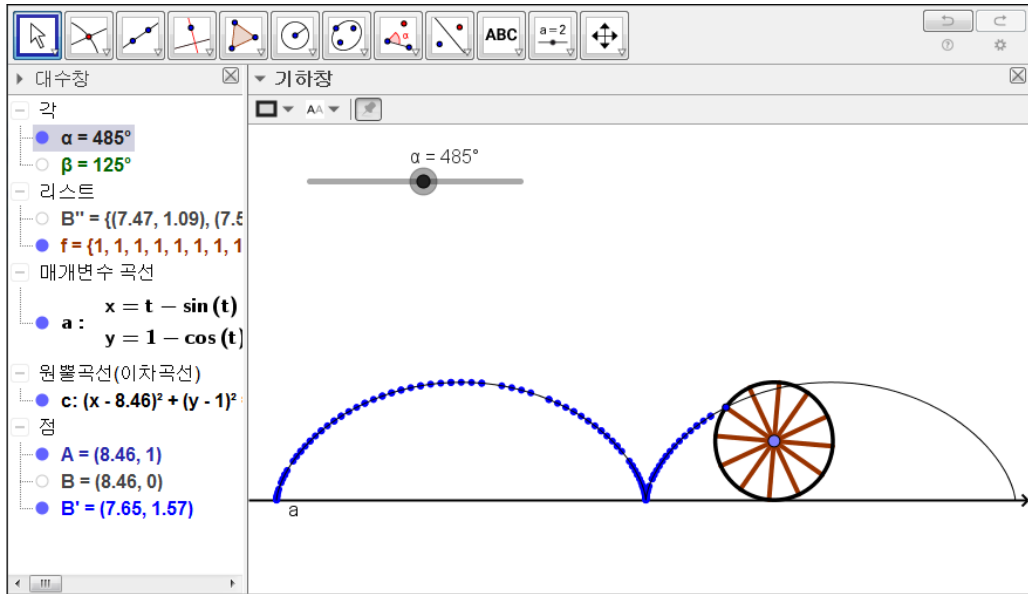 ABC
a=2
대수창
기하창
각
α = 485°
β = 125°
리스트
B'' = {(7.47, 1.09), (7.5
f = {1, 1, 1, 1, 1, 1, 1, 1
매개변수 곡선
a : x = t − sin (t)
y = 1 − cos (t)
원뿔곡선(이차곡선)
c: (x - 8.46)² + (y - 1)²
점
A = (8.46, 1)
B = (8.46, 0)
B' = (7.65, 1.57)
AA
α = 485°
a